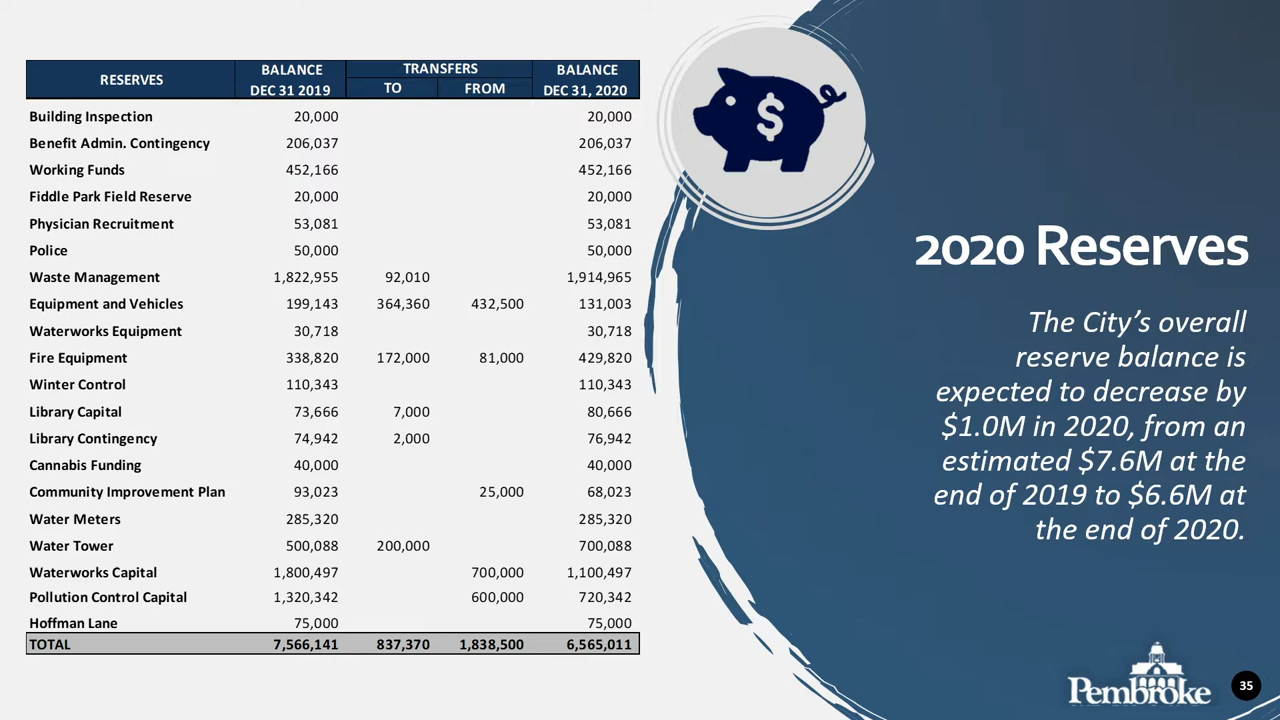 RESERVES BALANCE DEC 31 2019 TRANSFERS TO FROM BALANCE DEC 31, 2020
Building Inspection 20,000 20,000
Benefit Admin. Contingency 206,037 206,037
Working Funds 452,166 452,166
Fiddle Park Field Reserve 20,000 20,000
Physician Recruitment 53,081 53,081
Police 50,000 50,000
Waste Management 1,822,955 92,010 1,914,965
Equipment and Vehicles 199,143 364,360 432,500 131,003
Waterworks Equipment 30,718 30,718
Fire Equipment 338,820 172,000 81,000 429,820
Winter Control 110,343 110,343
Library Capital 73,666 7,000 80,666
Library Contingency 74,942 2,000 76,942
Cannabis Funding 40,000 40,000
Community Improvement Plan 93,023 25,000 68,023
Water Meters 285,320 285,320
Water Tower 500,088 200,000 700,088
Waterworks Capital 1,800,497 700,000 1,100,497
Pollution Control Capital 1,320,342 600,000 720,342
Hoffman Lane 75,000 75,000
TOTAL 7,566,141 837,370 1,838,500 6,565,011
$
2020 Reserves
The City's overall
reserve balance is
expected to decrease by
$1.0M in 2020, from an
estimated $7.6M at the
end of 2019 to $6.6M at
the end of 2020.
Pembroke
35